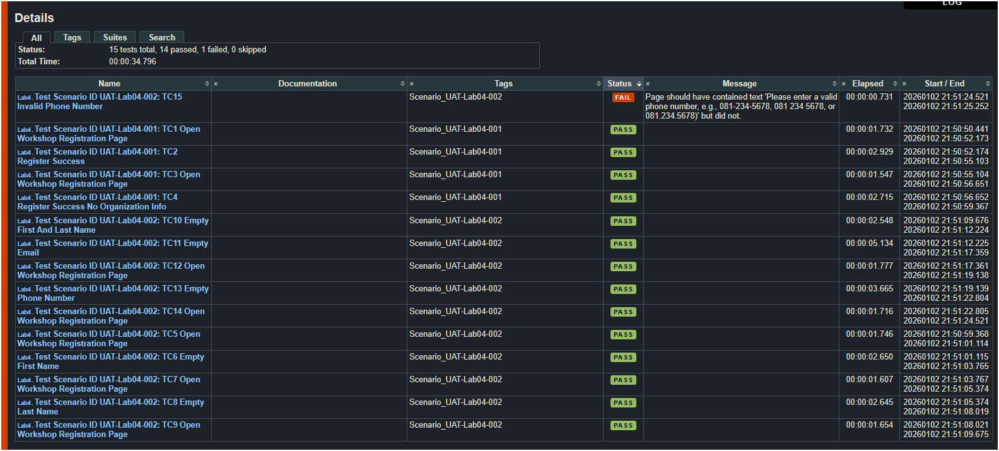 LOG
Details
All Tags Suites Search
Status: 15 tests total, 14 passed, 1 failed, 0 skipped
Total Time: 00:00:34.796
Name × Documentation × Tags Status × Message × Elapsed × Start / End
Lab4 . Test Scenario ID UAT-Lab04-002: TC15 Scenario_UAT-Lab04-002 FAIL Page should have contained text 'Please enter a valid 00:00:00.731 20260102 21:51:24.521
Invalid Phone Number phone number, e.g., 081-234-5678, 081 234 5678, or 20260102 21:51:25.252
081.234.5678)' but did not.
Lab4 . Test Scenario ID UAT-Lab04-001: TC1 Open Scenario_UAT-Lab04-001 PASS 00:00:01.732 20260102 21:50:50.441
Workshop Registration Page 20260102 21:50:52.173
Lab4 . Test Scenario ID UAT-Lab04-001: TC2 Scenario_UAT-Lab04-001 PASS 00:00:02.929 20260102 21:50:52.174
Register Success 20260102 21:50:55.103
Lab4 . Test Scenario ID UAT-Lab04-001: TC3 Open Scenario_UAT-Lab04-001 PASS 00:00:01.547 20260102 21:50:55.104
Workshop Registration Page 20260102 21:50:56.651
Lab4 . Test Scenario ID UAT-Lab04-001: TC4 Scenario_UAT-Lab04-001 PASS 00:00:02.715 20260102 21:50:56.652
Register Success No Organization Info 20260102 21:50:59.367
Lab4 . Test Scenario ID UAT-Lab04-002: TC10 Empty Scenario_UAT-Lab04-002 PASS 00:00:02.548 20260102 21:51:09.676
First And Last Name 20260102 21:51:12.224
Lab4 . Test Scenario ID UAT-Lab04-002: TC11 Empty Scenario_UAT-Lab04-002 PASS 00:00:05.134 20260102 21:51:12.225
Email 20260102 21:51:17.359
Lab4 . Test Scenario ID UAT-Lab04-002: TC12 Open Scenario_UAT-Lab04-002 PASS 00:00:01.777 20260102 21:51:17.361
Workshop Registration Page 20260102 21:51:19.138
Lab4 . Test Scenario ID UAT-Lab04-002: TC13 Empty Scenario_UAT-Lab04-002 PASS 00:00:03.665 20260102 21:51:19.139
Phone Number 20260102 21:51:22.804
Lab4 . Test Scenario ID UAT-Lab04-002: TC14 Open Scenario_UAT-Lab04-002 PASS 00:00:01.716 20260102 21:51:22.805
Workshop Registration Page 20260102 21:51:24.521
Lab4 . Test Scenario ID UAT-Lab04-002: TC5 Open Scenario_UAT-Lab04-002 PASS 00:00:01.746 20260102 21:50:59.368
Workshop Registration Page 20260102 21:51:01.114
Lab4 . Test Scenario ID UAT-Lab04-002: TC6 Empty Scenario_UAT-Lab04-002 PASS 00:00:02.650 20260102 21:51:01.115
First Name 20260102 21:51:03.765
Lab4 . Test Scenario ID UAT-Lab04-002: TC7 Open Scenario_UAT-Lab04-002 PASS 00:00:01.607 20260102 21:51:03.767
Workshop Registration Page 20260102 21:51:05.374
Lab4 . Test Scenario ID UAT-Lab04-002: TC8 Empty Scenario_UAT-Lab04-002 PASS 00:00:02.645 20260102 21:51:05.374
Last Name 20260102 21:51:08.019
Lab4 . Test Scenario ID UAT-Lab04-002: TC9 Open Scenario_UAT-Lab04-002 PASS 00:00:01.654 20260102 21:51:08.021
Workshop Registration Page 20260102 21:51:09.675